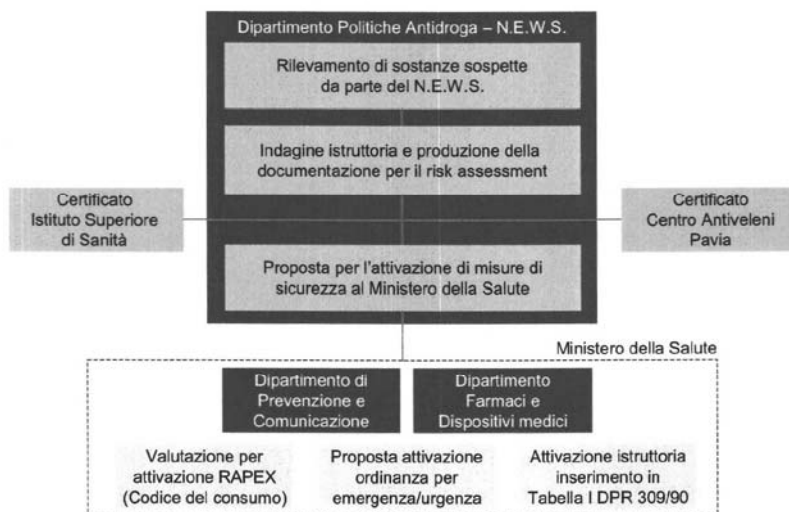 Dipartimento Politiche Antidroga – N.E.W.S.
Rilevamento di sostanze sospette
da parte del N.E.W.S.
Indagine istruttoria e produzione della
documentazione per il risk assessment
Certificato
Istituto Superiore
di Sanità
Certificato
Centro Antiveleni
Pavia
Proposta per l'attivazione di misure di
sicurezza al Ministero della Salute
Ministero della Salute
Dipartimento di
Prevenzione e
Comunicazione
Dipartimento
Farmaci e
Dispositivi medici
Valutazione per
attivazione RAPEX
(Codice del consumo)
Proposta attivazione
ordinanza per
emergenza/urgenza
Attivazione istruttoria
inserimento in
Tabella I DPR 309/90